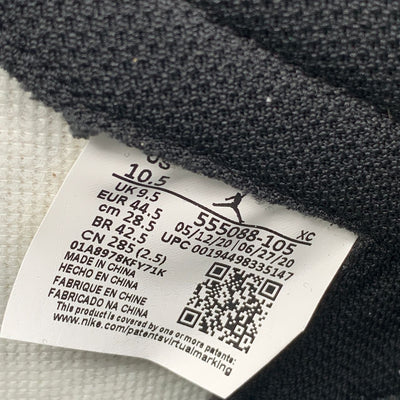 10.5
UK 9.5
EUR 44.5
cm 28.5
BR 42.5
CN 285 (2.5)
01A8978KFY71K
MADE IN CHINA
HECHO EN CHINA
FABRIQUE EN CHINE
FABRICADO NA CHINA
This product is covered by one or more patents:
www.nike.com/patentsvirtualmarking
555088-105 XC
05/12/20 06/27/20
UPC 00194498335147